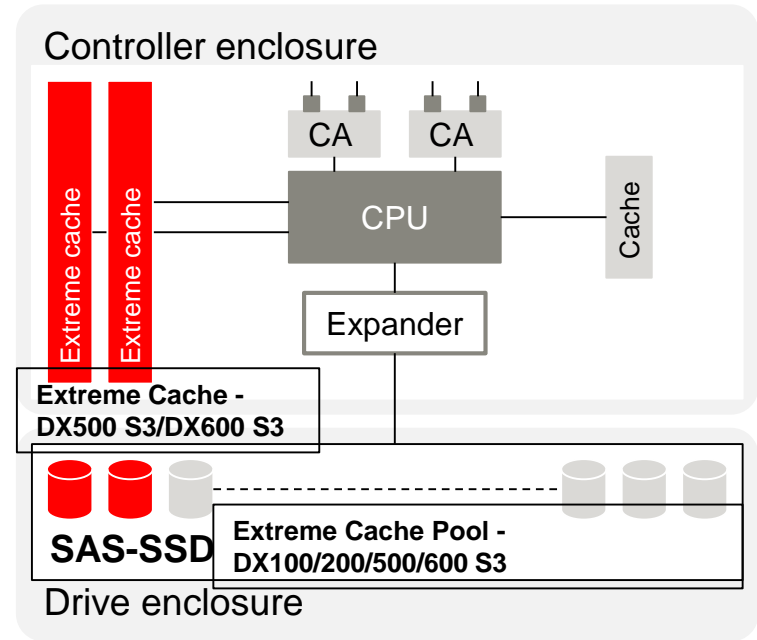 Controller enclosure
CA
CA
Extreme cache
Extreme cache
CPU
Cache
Expander
Extreme Cache -
DX500 S3/DX600 S3
Extreme Cache Pool -
DX100/200/500/600 S3
SAS-SSD
Drive enclosure